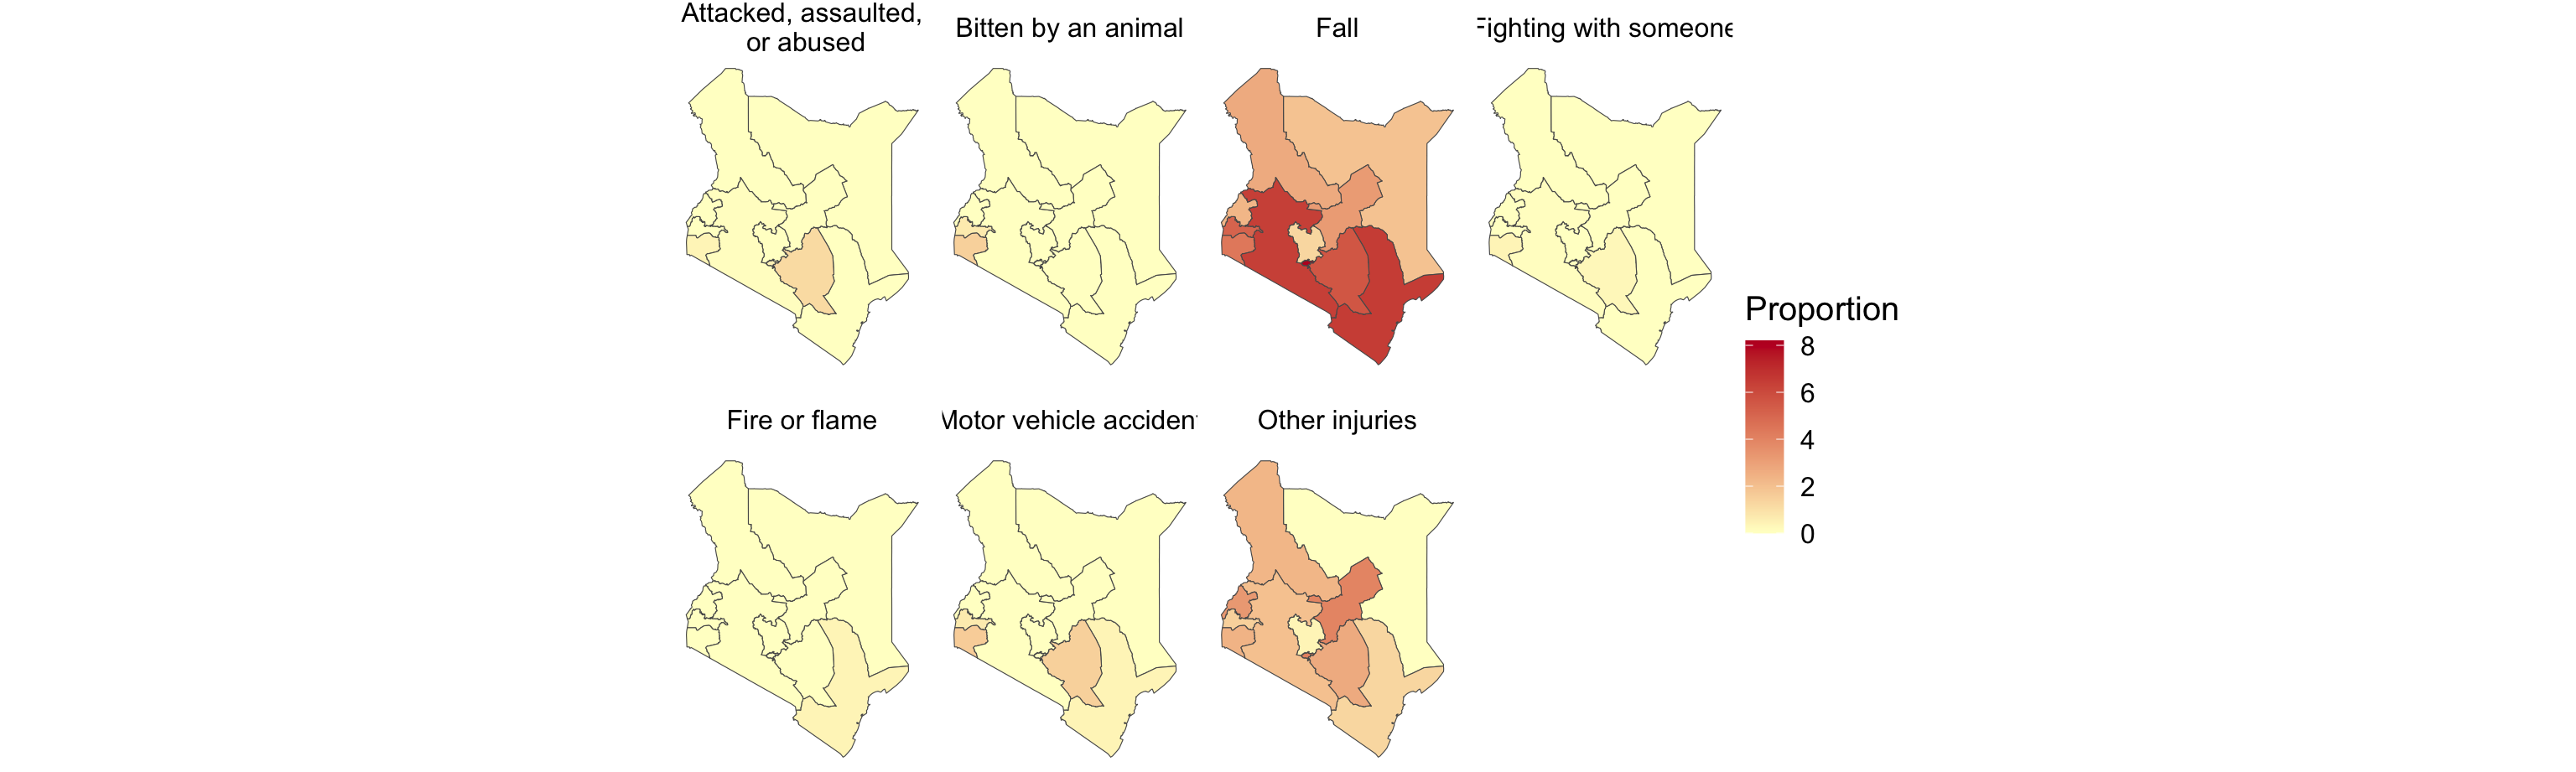 Attacked, assaulted,
or abused
Bitten by an animal
Fall
Fighting with someone
Proportion
8
6
4
2
0
Fire or flame
Motor vehicle acciden
Other injuries